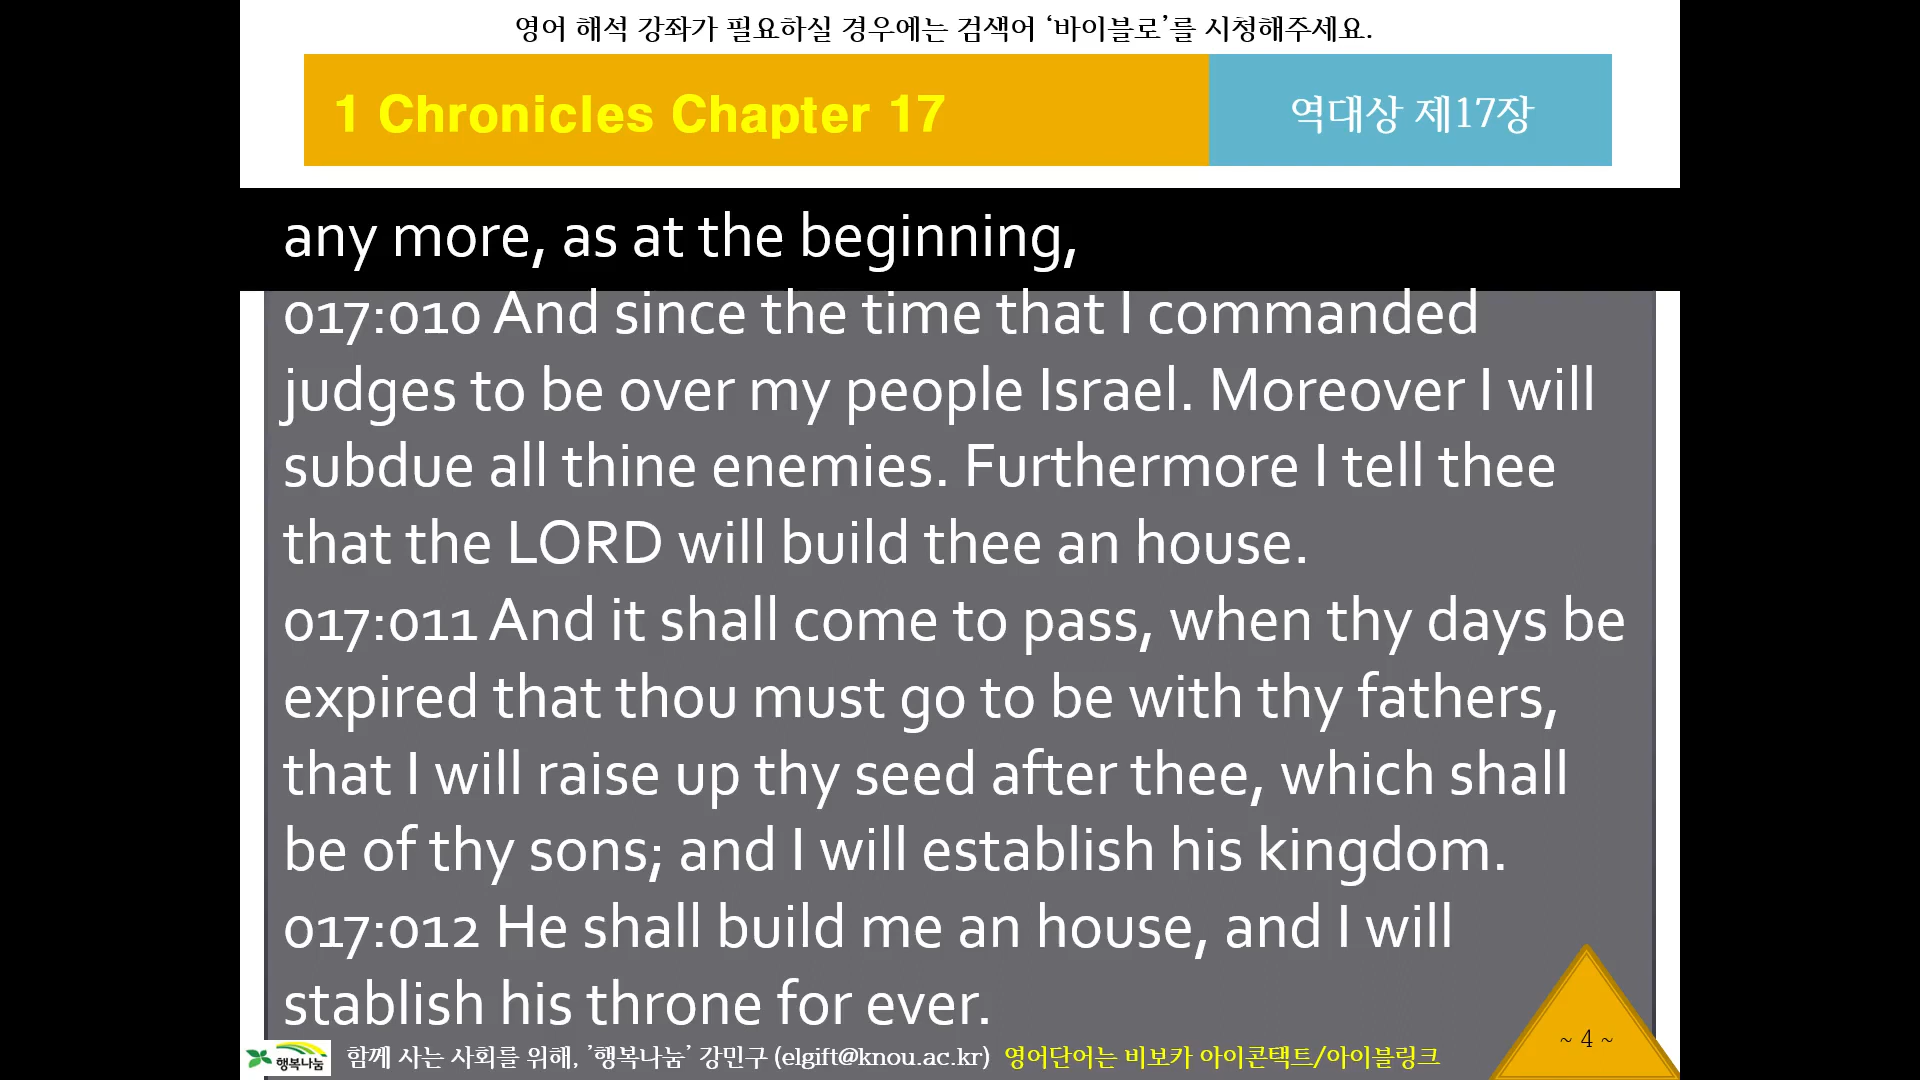 영어 해석 강좌가 필요하실 경우에는 검색어 ‘바이블로’를 시청해주세요.
1 Chronicles Chapter 17
역대상 제17장
any more, as at the beginning,
017:010 And since the time that I commanded
judges to be over my people Israel. Moreover I will
subdue all thine enemies. Furthermore I tell thee
that the LORD will build thee an house.
017:011 And it shall come to pass, when thy days be
expired that thou must go to be with thy fathers,
that I will raise up thy seed after thee, which shall
be of thy sons; and I will establish his kingdom.
017:012 He shall build me an house, and I will
stablish his throne for ever.
~ 4 ~
행복나눔
함께 사는 사회를 위해, ’행복나눔’ 강민구 (elgift@knou.ac.kr) 영어단어는 비보카 아이콘택트/아이블링크